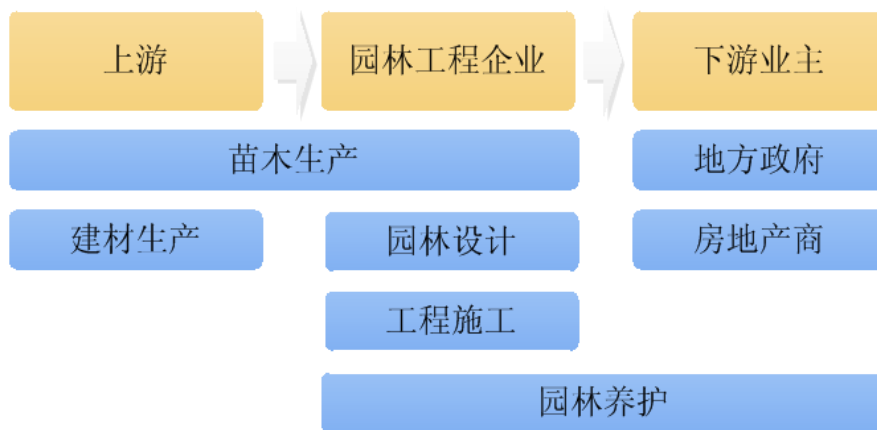 上游
园林工程企业
下游业主
苗木生产
地方政府
建材生产
园林设计
房地产商
工程施工
园林养护